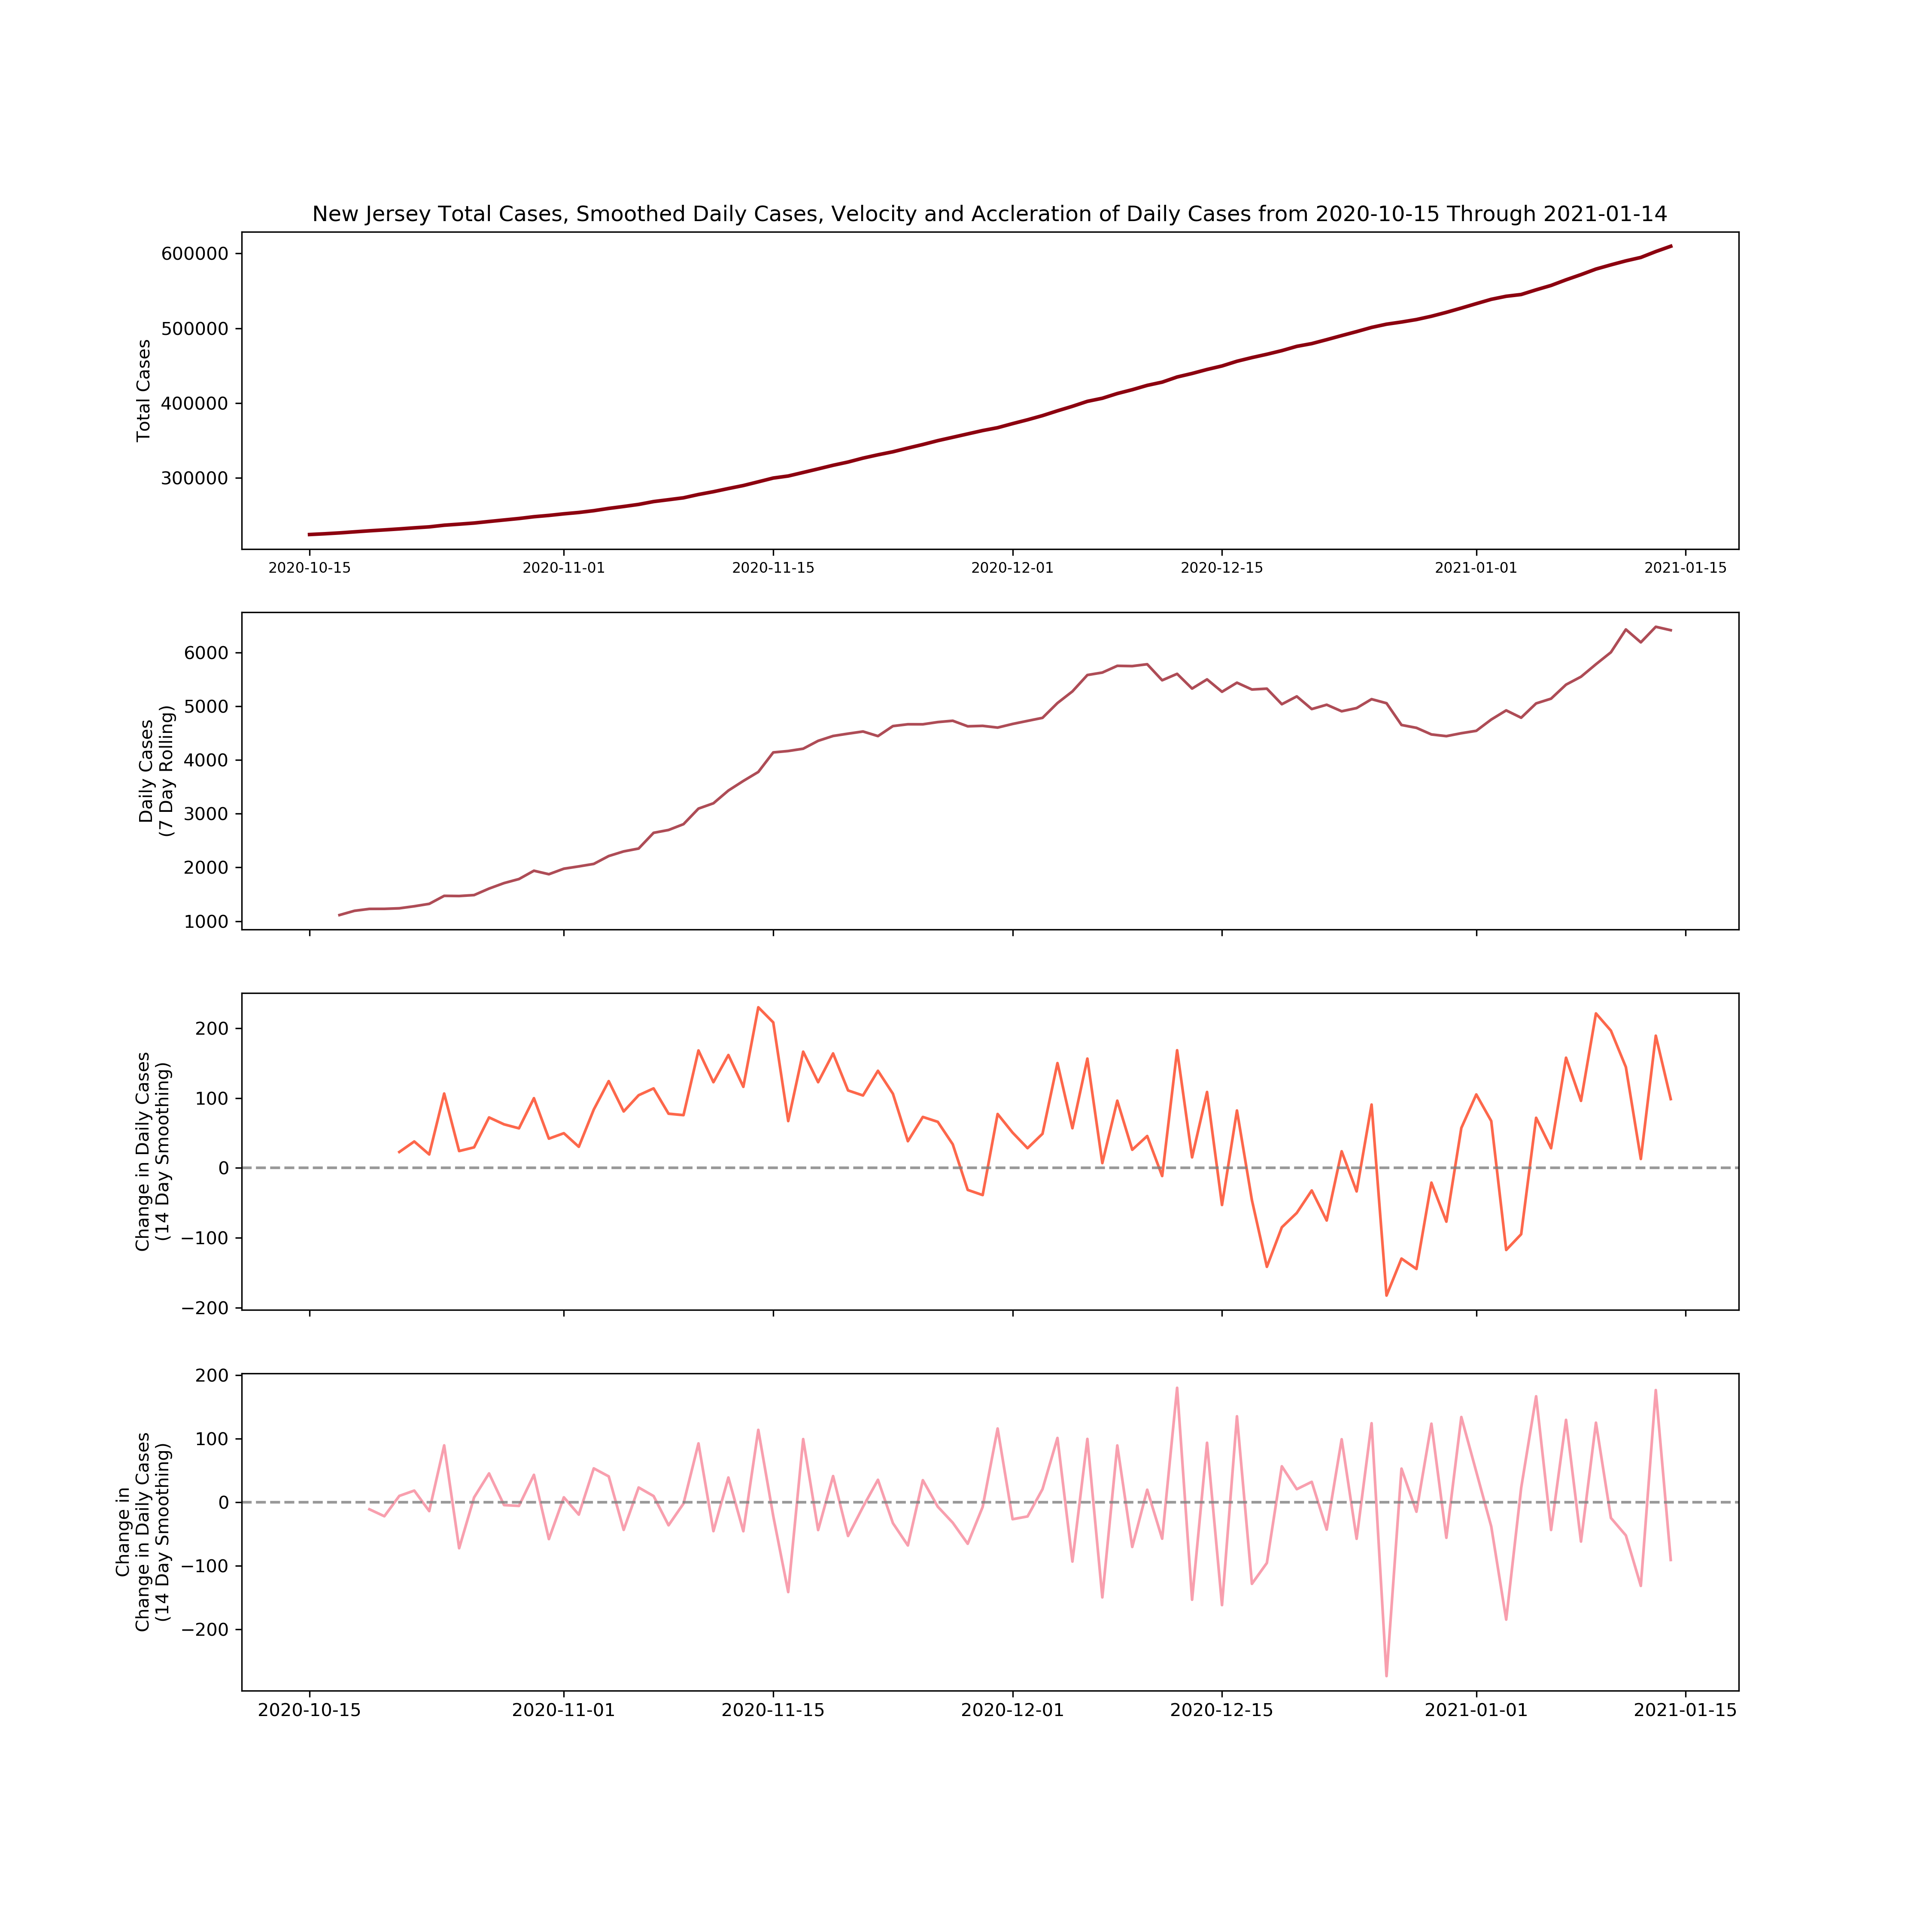 New Jersey Total Cases, Smoothed Daily Cases, Velocity and Accleration of Daily Cases from 2020-10-15 Through 2021-01-14
Total Cases
600000
500000
400000
300000
2020-10-15 2020-11-01 2020-11-15 2020-12-01 2020-12-15 2021-01-01 2021-01-15
Daily Cases
(7 Day Rolling)
6000
5000
4000
3000
2000
1000
Change in Daily Cases
(14 Day Smoothing)
200
100
0
−100
−200
Change in
Change in Daily Cases
(14 Day Smoothing)
200
100
0
−100
−200
2020-10-15 2020-11-01 2020-11-15 2020-12-01 2020-12-15 2021-01-01 2021-01-15